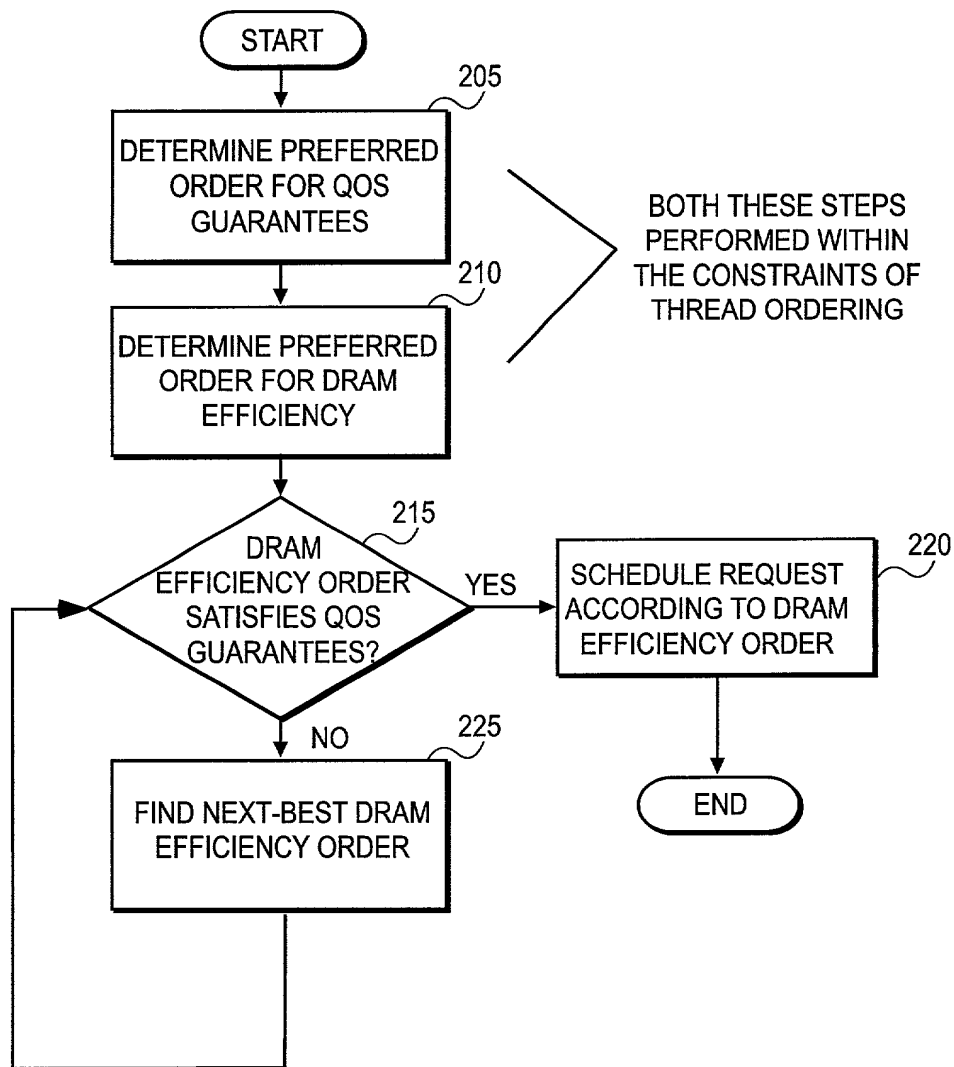 START
205
DETERMINE PREFERRED
ORDER FOR QOS
GUARANTEES
BOTH THESE STEPS
PERFORMED WITHIN
THE CONSTRAINTS OF
THREAD ORDERING
210
DETERMINE PREFERRED
ORDER FOR DRAM
EFFICIENCY
215
DRAM
EFFICIENCY ORDER
SATISFIES QOS
GUARANTEES?
YES
220
SCHEDULE REQUEST
ACCORDING TO DRAM
EFFICIENCY ORDER
NO
225
FIND NEXT-BEST DRAM
EFFICIENCY ORDER
END